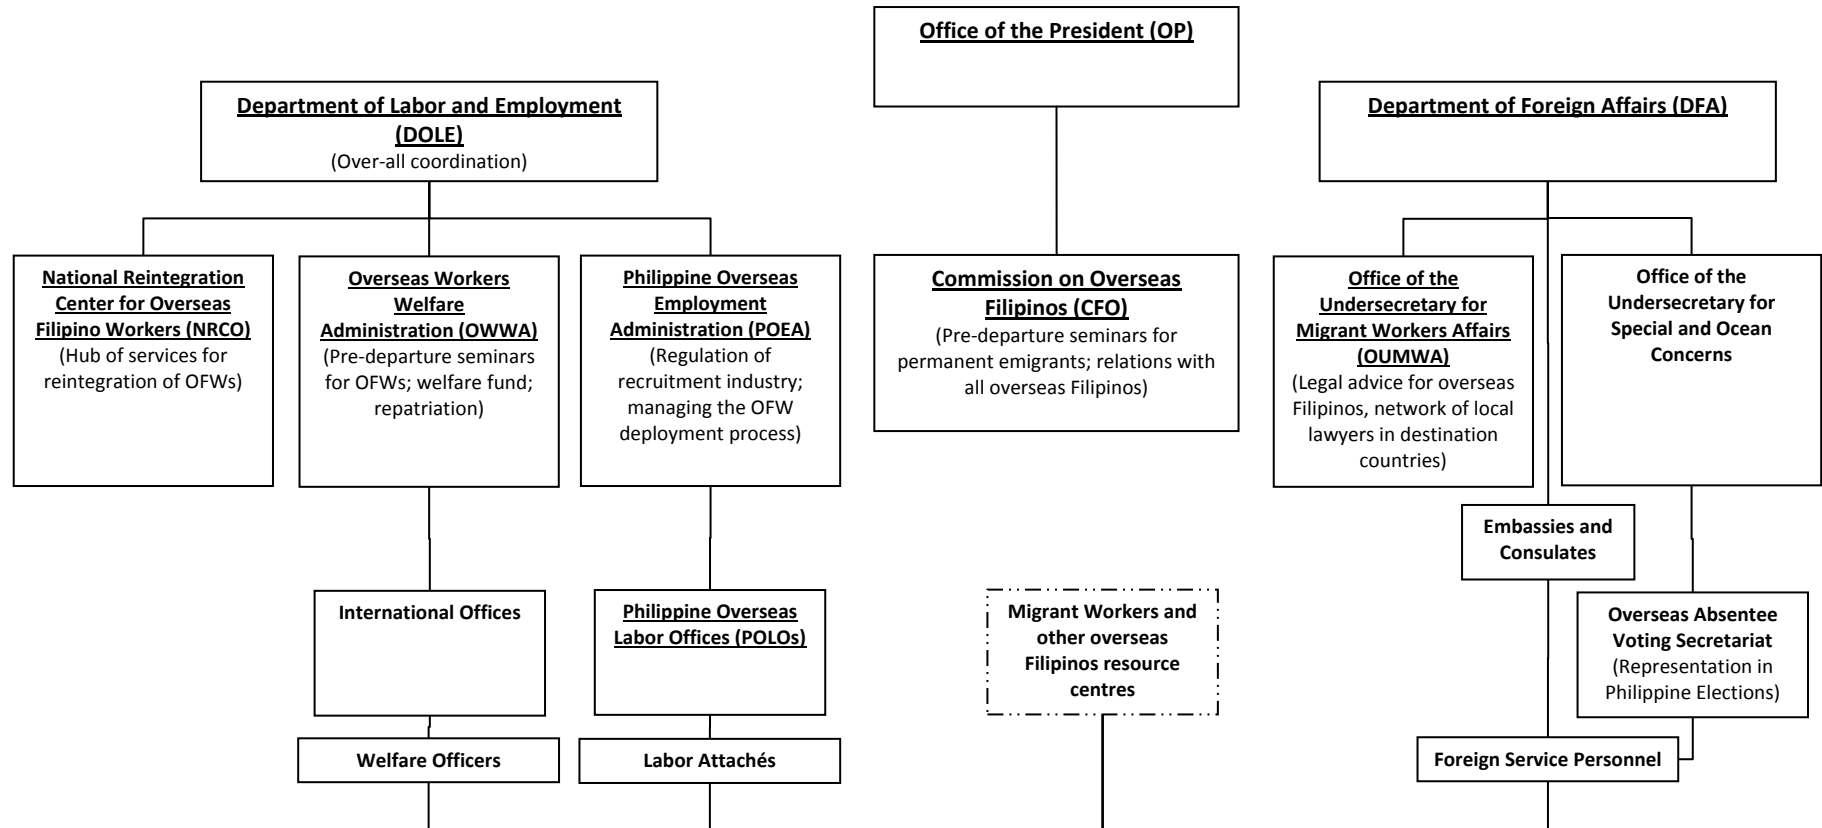 Office of the President (OP)
Department of Labor and Employment
(DOLE)
(Over-all coordination)
Department of Foreign Affairs (DFA)
National Reintegration
Center for Overseas
Filipino Workers (NRCO)
(Hub of services for
reintegration of OFWs)
Overseas Workers
Welfare
Administration (OWWA)
(Pre-departure seminars
for OFWs; welfare fund;
repatriation)
Philippine Overseas
Employment
Administration (POEA)
(Regulation of
recruitment industry;
managing the OFW
deployment process)
Commission on Overseas
Filipinos (CFO)
(Pre-departure seminars for
permanent emigrants; relations with
all overseas Filipinos)
Office of the
Undersecretary for
Migrant Workers Affairs
(OUMWA)
(Legal advice for overseas
Filipinos, network of local
lawyers in destination
countries)
Office of the
Undersecretary for
Special and Ocean
Concerns
Embassies and
Consulates
International Offices
Philippine Overseas
Labor Offices (POLOs)
Migrant Workers and
other overseas
Filipinos resource
centres
Overseas Absentee
Voting Secretariat
(Representation in
Philippine Elections)
Welfare Officers
Labor Attachés
Foreign Service Personnel